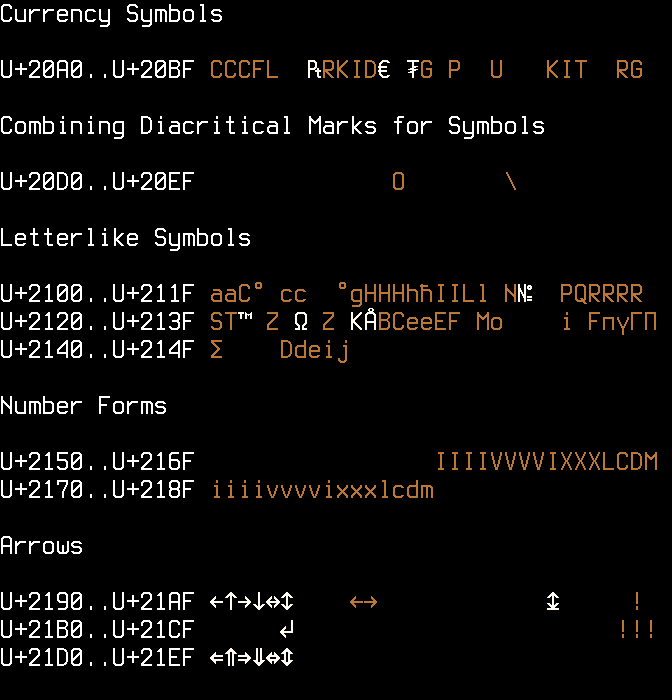 Currency Symbols
U+20A0..U+20BF CCCFL  ₧RKID€ ₮G P  U   KIT  RG
Combining Diacritical Marks for Symbols
U+20D0..U+20EF              O       \
Letterlike Symbols
U+2100..U+211F aaC° cc  °gHHHhħIILl N№  PQRRRR
U+2120..U+213F ST™ Z Ω Z KÅBCeeEF Mo    i FπγΓΠ
U+2140..U+214F Σ    Ddeij
Number Forms
U+2150..U+216F                 IIIIVVVVIXXXLCDM
U+2170..U+218F iiiivvvvixxxlcdm
Arrows
U+2190..U+21AF ←↑→↓↔↕    ←→            ↨     !
U+21B0..U+21CF      ↵                       !!!
U+21D0..U+21EF ⇐⇑⇒⇓⇔⇕